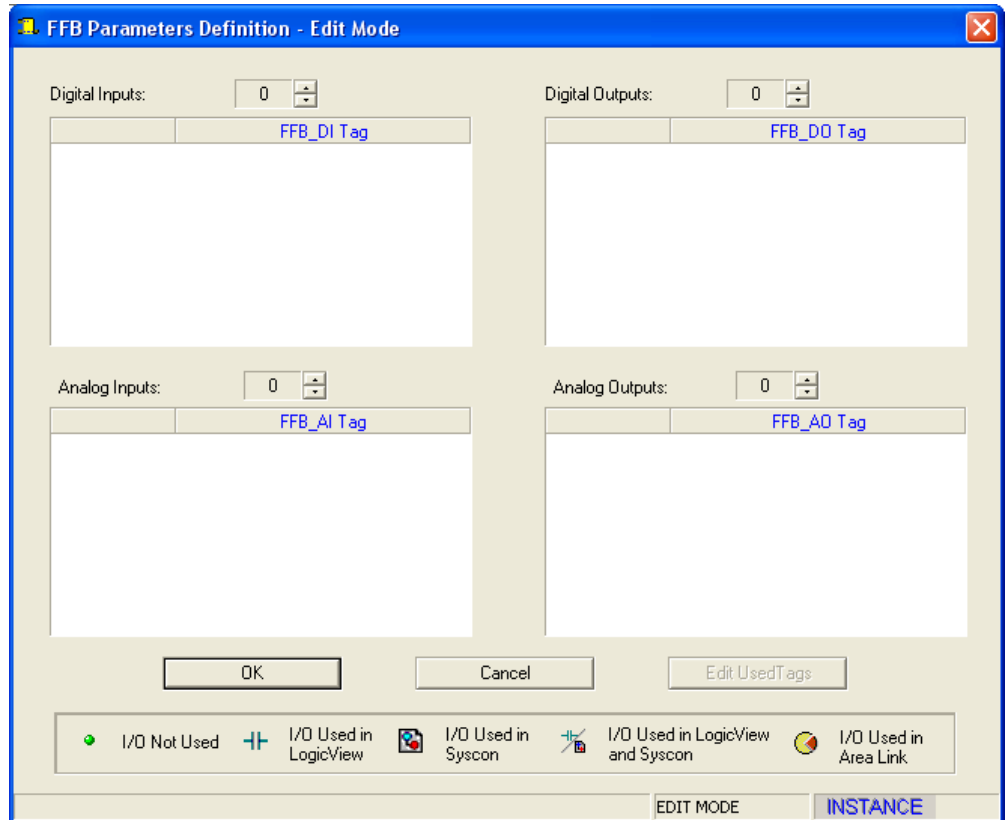 FFB Parameters Definition - Edit Mode
Digital Inputs: 0
Digital Outputs: 0
FFB_DI Tag
FFB_DO Tag
Analog Inputs: 0
Analog Outputs: 0
FFB_AI Tag
FFB_AO Tag
OK
Cancel
Edit UsedTags
I/O Not Used
I/O Used in
LogicView
I/O Used in
Syscon
I/O Used in LogicView
and Syscon
I/O Used in
Area Link
EDIT MODE
INSTANCE